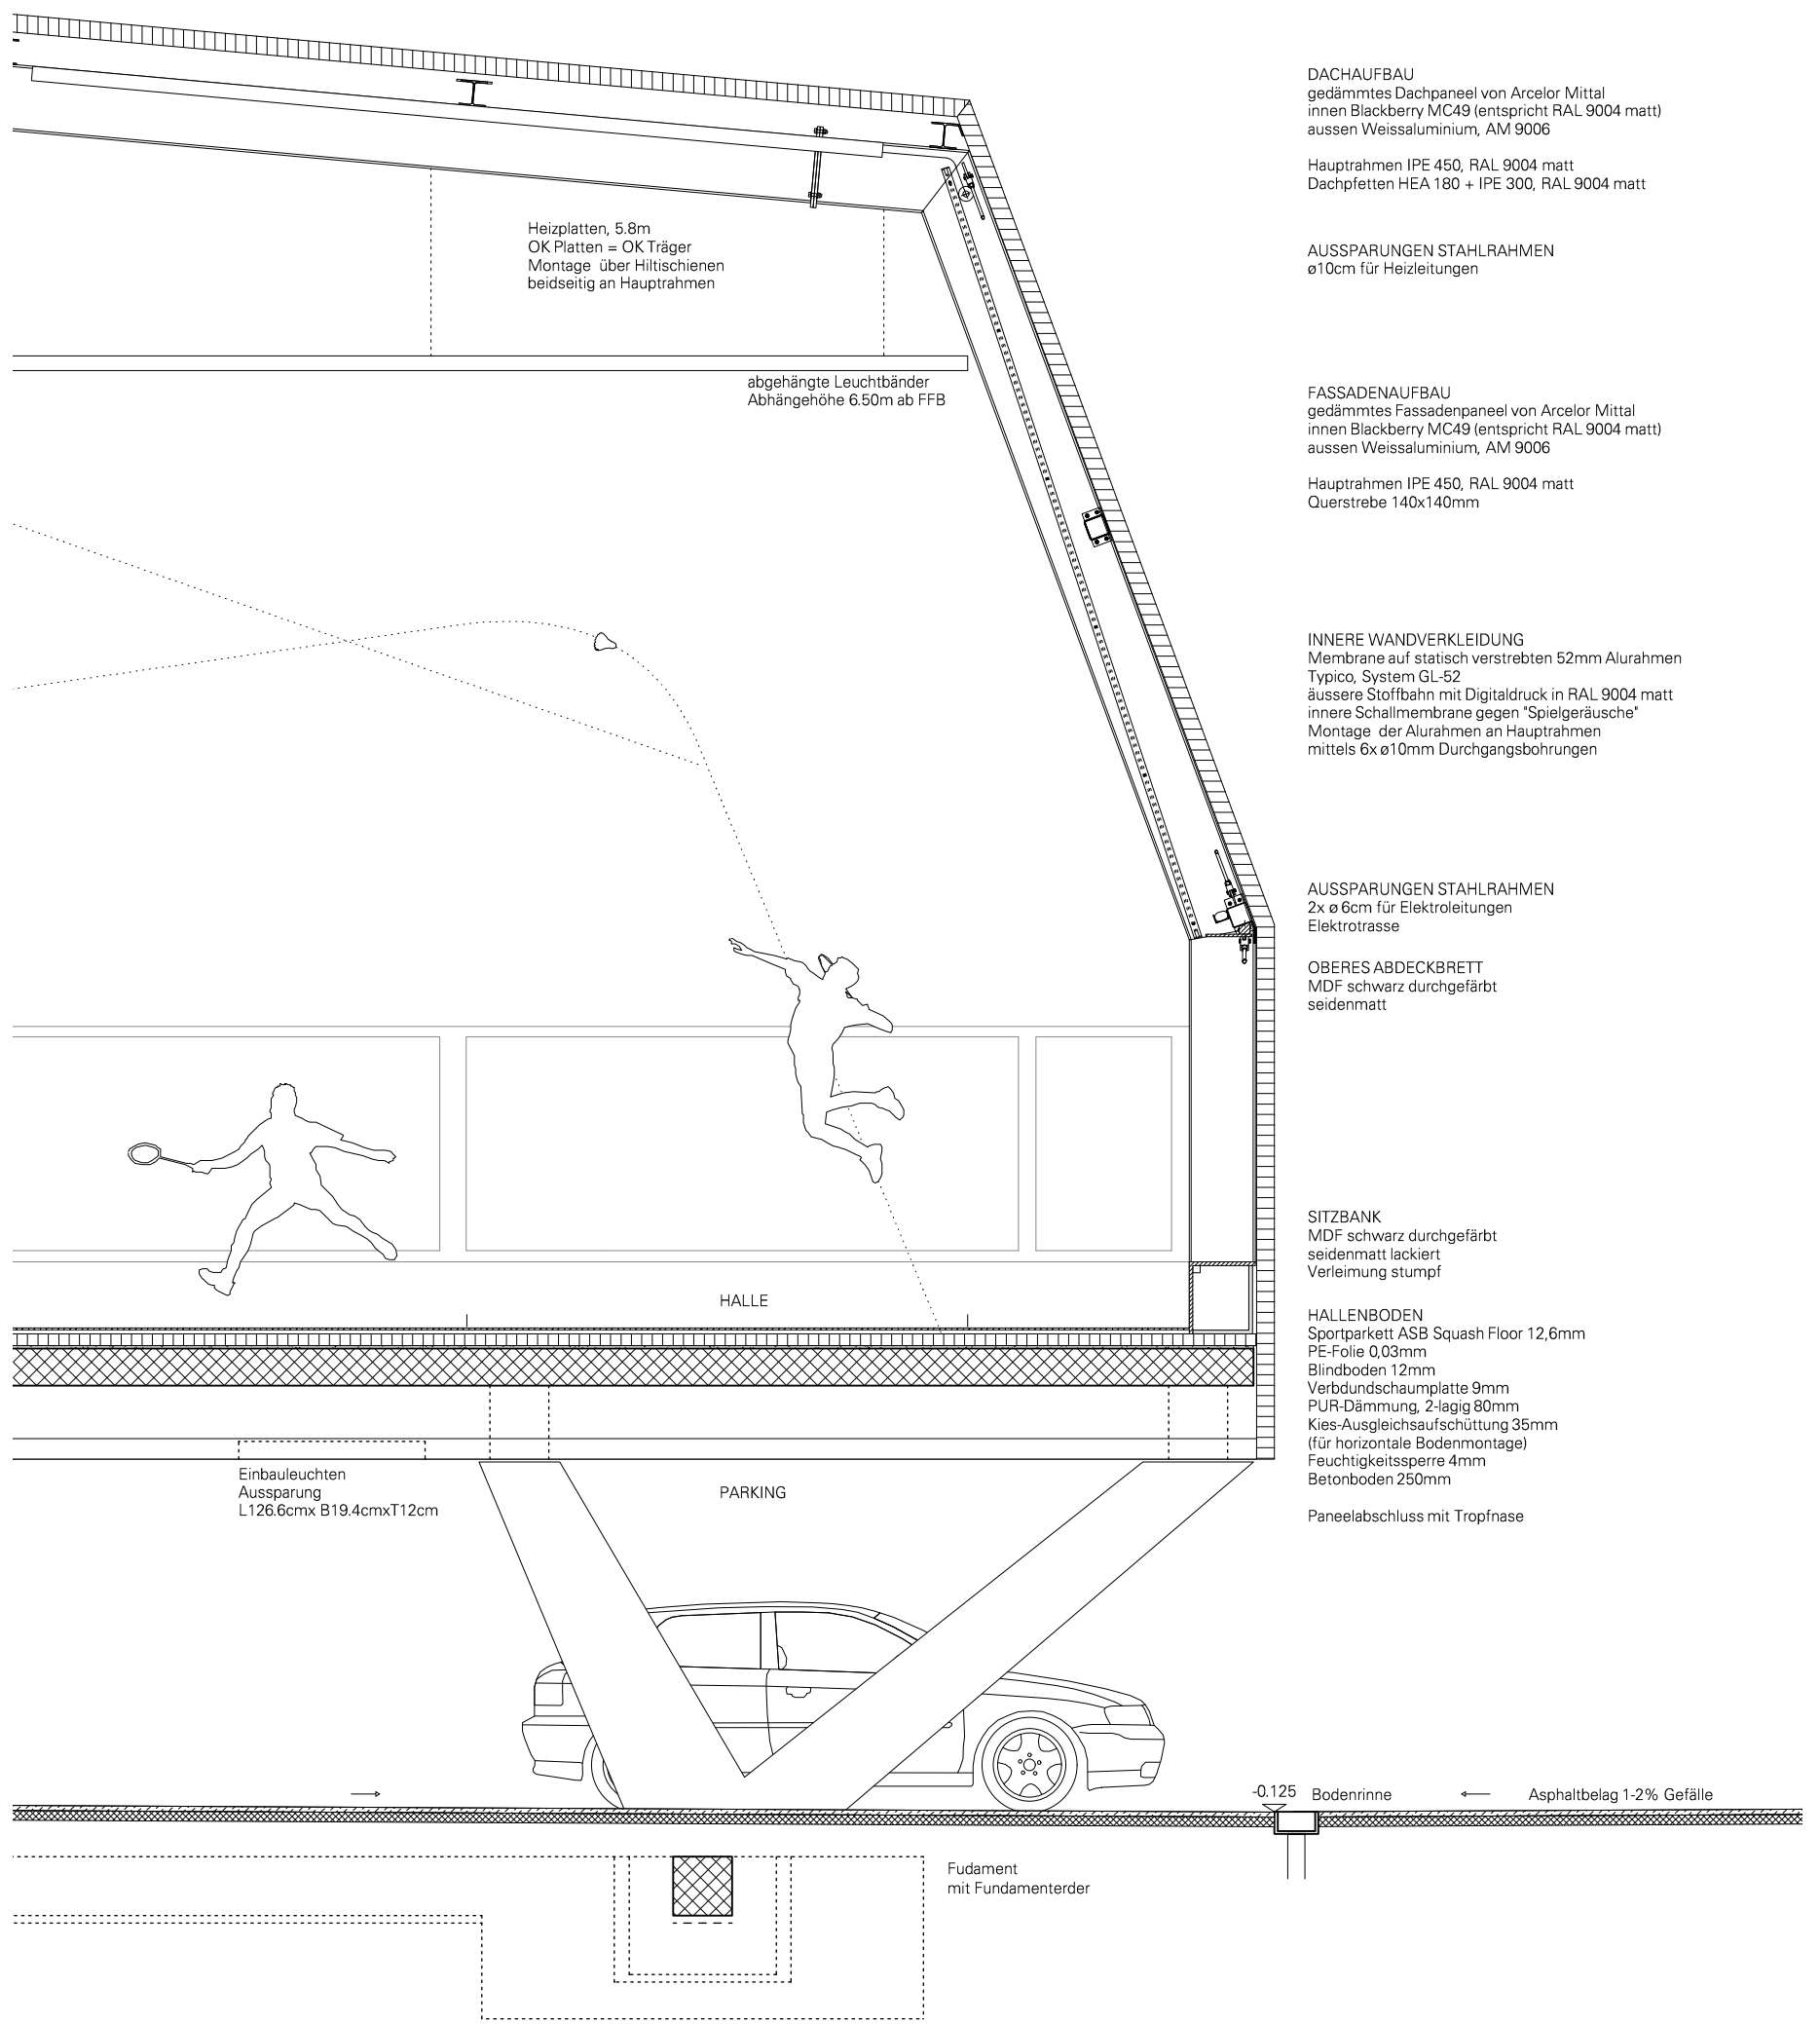 DACHAUFBAU
gedämmtes Dachpaneel von Arcelor Mittal
innen Blackberry MC49 (entspricht RAL 9004 matt)
aussen Weissaluminium, AM 9006
Hauptrahmen IPE 450, RAL 9004 matt
Dachpfetten HEA 180 + IPE 300, RAL 9004 matt
Heizplatten, 5.8m
OK Platten = OK Träger
Montage über Hiltischienen
beidseitig an Hauptrahmen
AUSSPARUNGEN STAHLRAHMEN
ø10cm für Heizleitungen
abgehängte Leuchtbänder
Abhängehöhe 6.50m ab FFB
FASSADENAUFBAU
gedämmtes Fassadenpaneel von Arcelor Mittal
innen Blackberry MC49 (entspricht RAL 9004 matt)
aussen Weissaluminium, AM 9006
Hauptrahmen IPE 450, RAL 9004 matt
Querstrebe 140x140mm
INNERE WANDVERKLEIDUNG
Membrane auf statisch verstrebten 52mm Alurahmen
Typico, System GL-52
äussere Stoffbahn mit Digitaldruck in RAL 9004 matt
innere Schallmembrane gegen "Spielgeräusche"
Montage der Alurahmen an Hauptrahmen
mittels 6x ø10mm Durchgangsbohrungen
AUSSPARUNGEN STAHLRAHMEN
2x ø 6cm für Elektroleitungen
Elektrotrasse
OBERES ABDECKBRETT
MDF schwarz durchgefärbt
seidenmatt
SITZBANK
MDF schwarz durchgefärbt
seidenmatt lackiert
Verleimung stumpf
HALLE
HALLENBODEN
Sportparkett ASB Squash Floor 12,6mm
PE-Folie 0,03mm
Blindboden 12mm
Verbdundschaumplatte 9mm
PUR-Dämmung, 2-lagig 80mm
Kies-Ausgleichsaufschüttung 35mm
(für horizontale Bodenmontage)
Feuchtigkeitssperre 4mm
Betonboden 250mm
Paneelabschluss mit Tropfnase
Einbauleuchten
Aussparung
L126.6cmx B19.4cmxT12cm
PARKING
-0.125 Bodenrinne
Asphaltbelag 1-2% Gefälle
Fudament
mit Fundamenterder